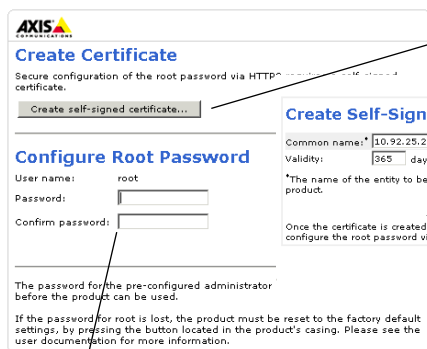 AXIS
COMMUNICATIONS
Create Certificate
Secure configuration of the root password via HTTPS requires a self-signed
certificate.
Create self-signed certificate...
Create Self-Sign
Common name:* 10.92.25.2
Validity: 365 day
*The name of the entity to be
product.
Once the certificate is created
configure the root password vi
Configure Root Password
User name: root
Password:
Confirm password:
The password for the pre-configured administrator
before the product can be used.
If the password for root is lost, the product must be reset to the factory default
settings, by pressing the button located in the product's casing. Please see the
user documentation for more information.